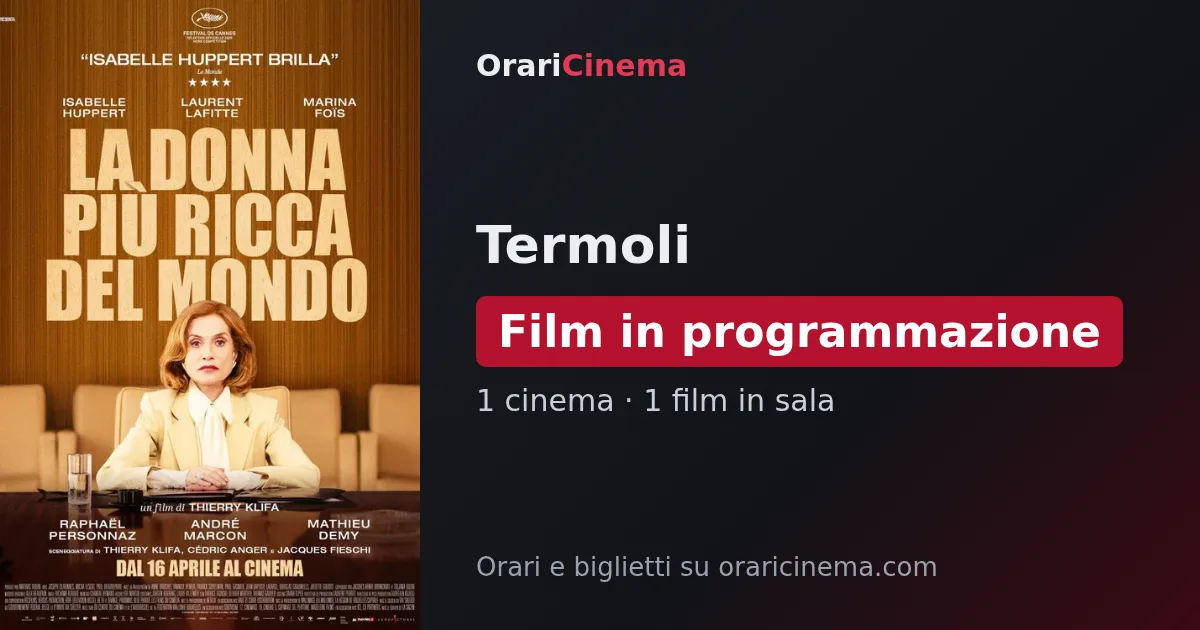 FESTIVAL DE CANNES
“ISABELLE HUPPERT BRILLA”
Le Monde
ISABELLE HUPPERT
LAURENT LAFITTE
MARINA FOÏS
LA DONNA
PIÙ RICCA
DEL MONDO
un film di THIERRY KLIFA
RAPHAËL PERSONNAZ
ANDRÉ MARCON
MATHIEU DEMY
SCENEGGIATURA DI THIERRY KLIFA, CÉDRIC ANGER E JACQUES FIESCHI
DAL 16 APRILE AL CINEMA
OrariCinema
Termoli
Film in programmazione
1 cinema · 1 film in sala
Orari e biglietti su oraricinema.com